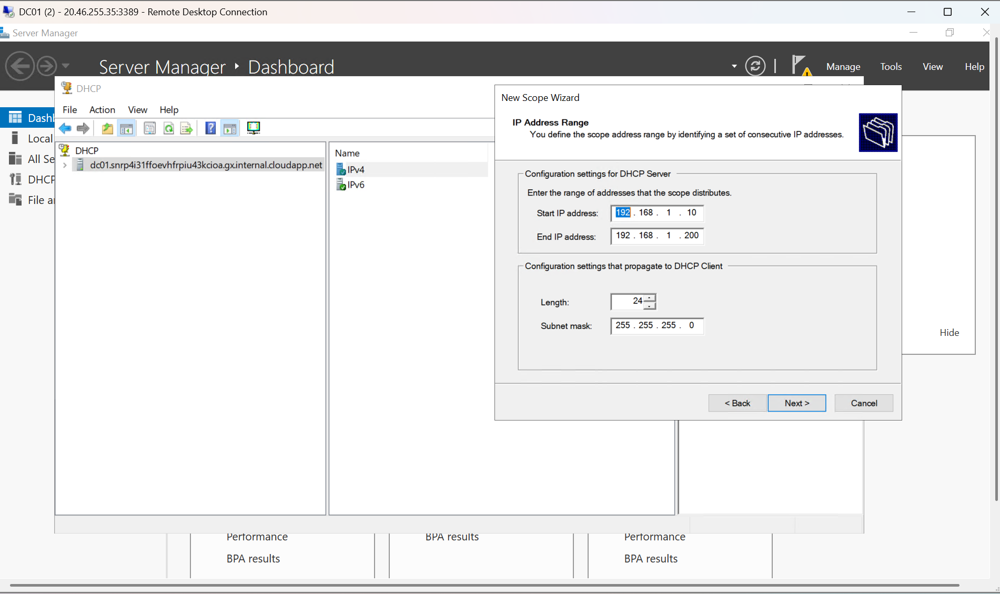 DC01 (2) - 20.46.255.35:3389 - Remote Desktop Connection
Server Manager
Server Manager Dashboard
Manage Tools View Help
DHCP
File Action View Help
Dashb
Local
All Se
DHCP
File a
DHCP
dc01.snrp4i31ffoevhfrpiu43kcioa.gx.internal.cloudapp.net
Name
IPv4
IPv6
New Scope Wizard
IP Address Range
You define the scope address range by identifying a set of consecutive IP addresses.
Configuration settings for DHCP Server
Enter the range of addresses that the scope distributes.
Start IP address: 192 . 168 . 1 . 10
End IP address: 192 . 168 . 1 . 200
Configuration settings that propagate to DHCP Client
Length: 24
Subnet mask: 255 . 255 . 255 . 0
< Back Next > Cancel
Hide
Performance BPA results Performance
BPA results BPA results